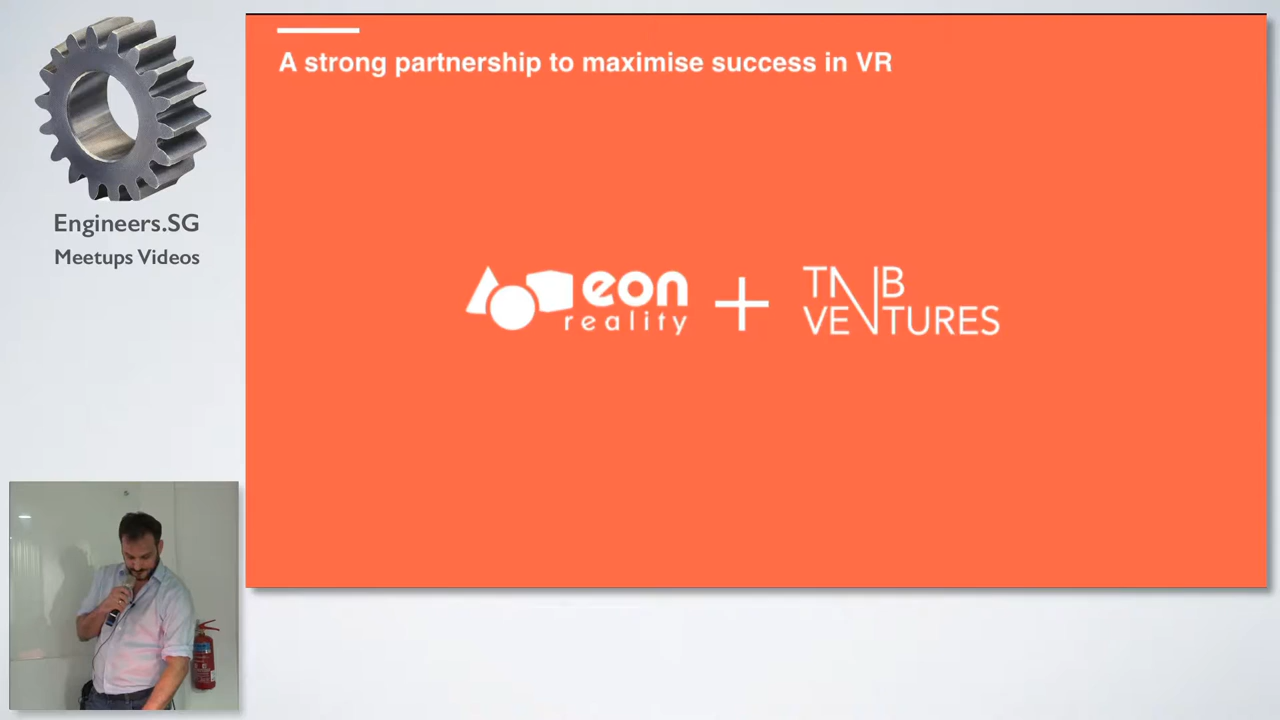 A strong partnership to maximise success in VR
Engineers.SG
Meetups Videos
eon
reality
+
TNB
VENTURES